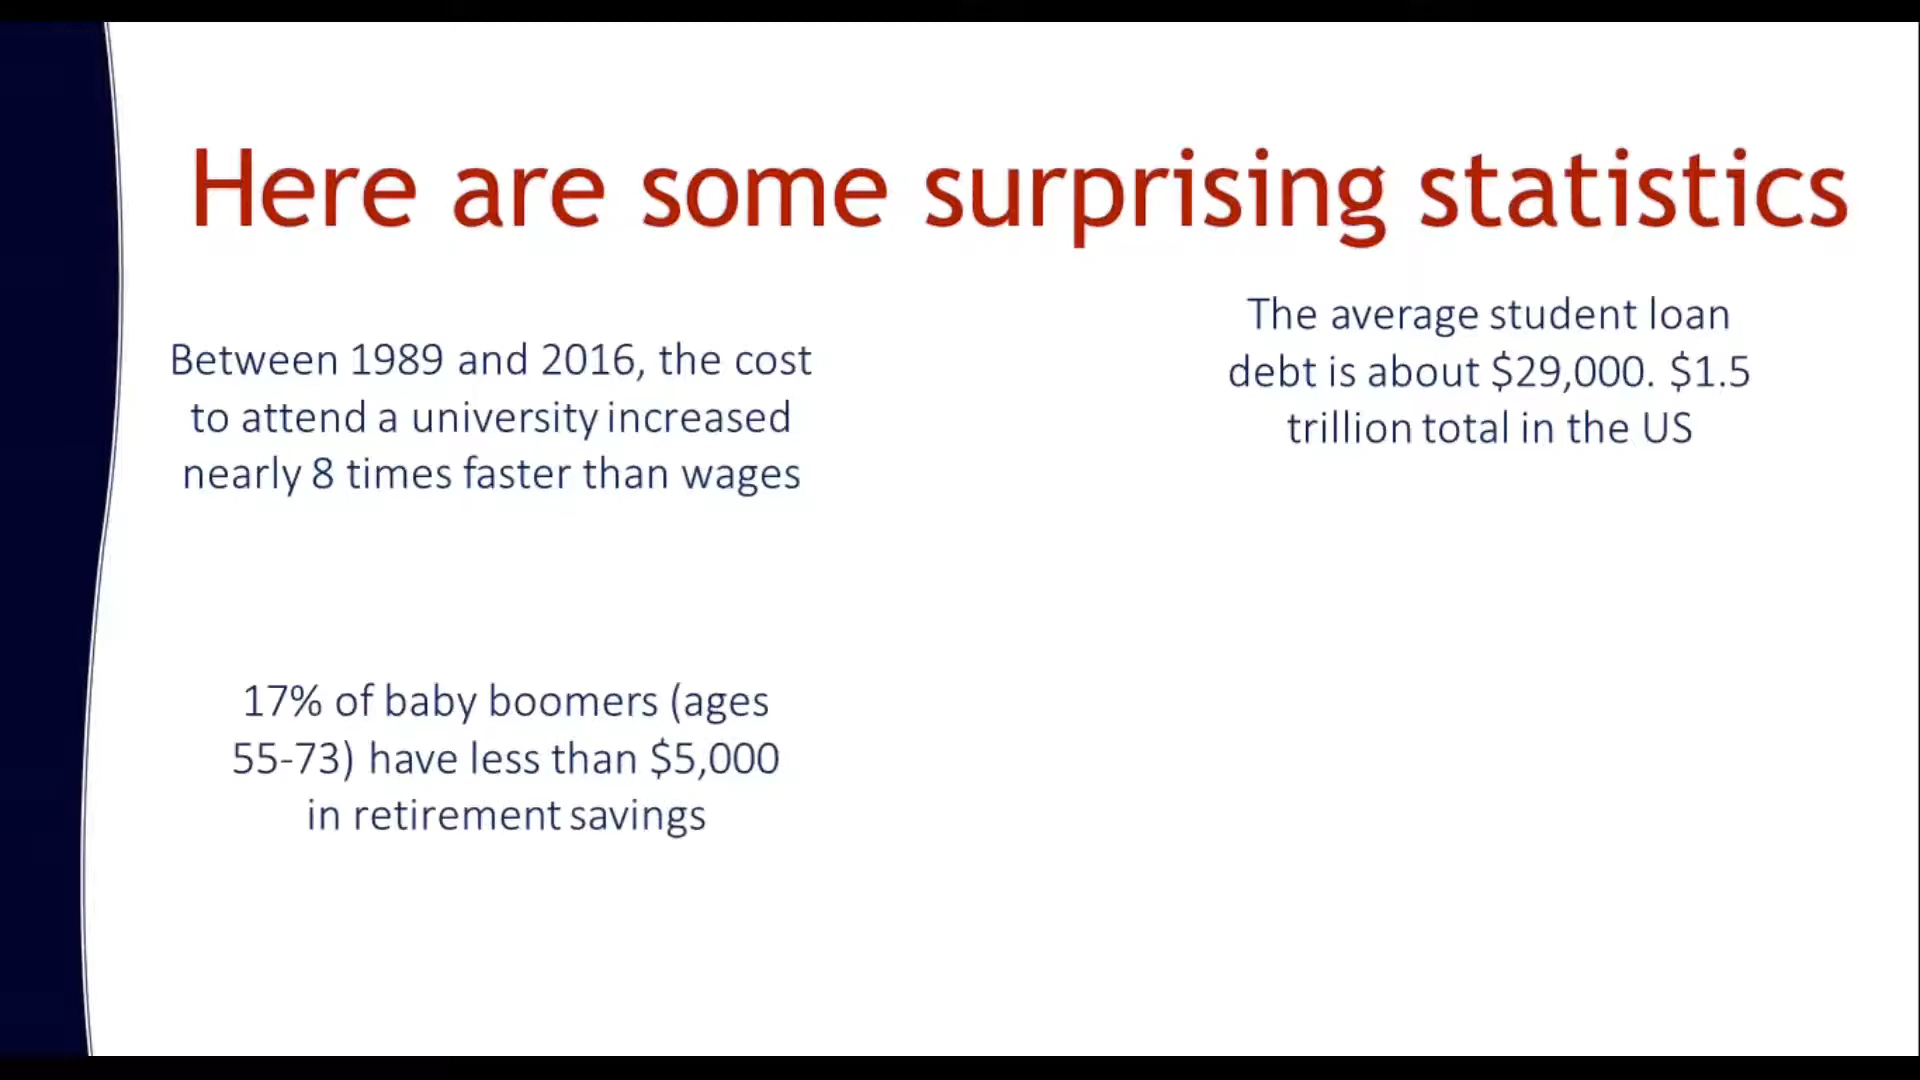 Here are some surprising statistics
Between 1989 and 2016, the cost
to attend a university increased
nearly 8 times faster than wages
The average student loan
debt is about $29,000. $1.5
trillion total in the US
17% of baby boomers (ages
55-73) have less than $5,000
in retirement savings